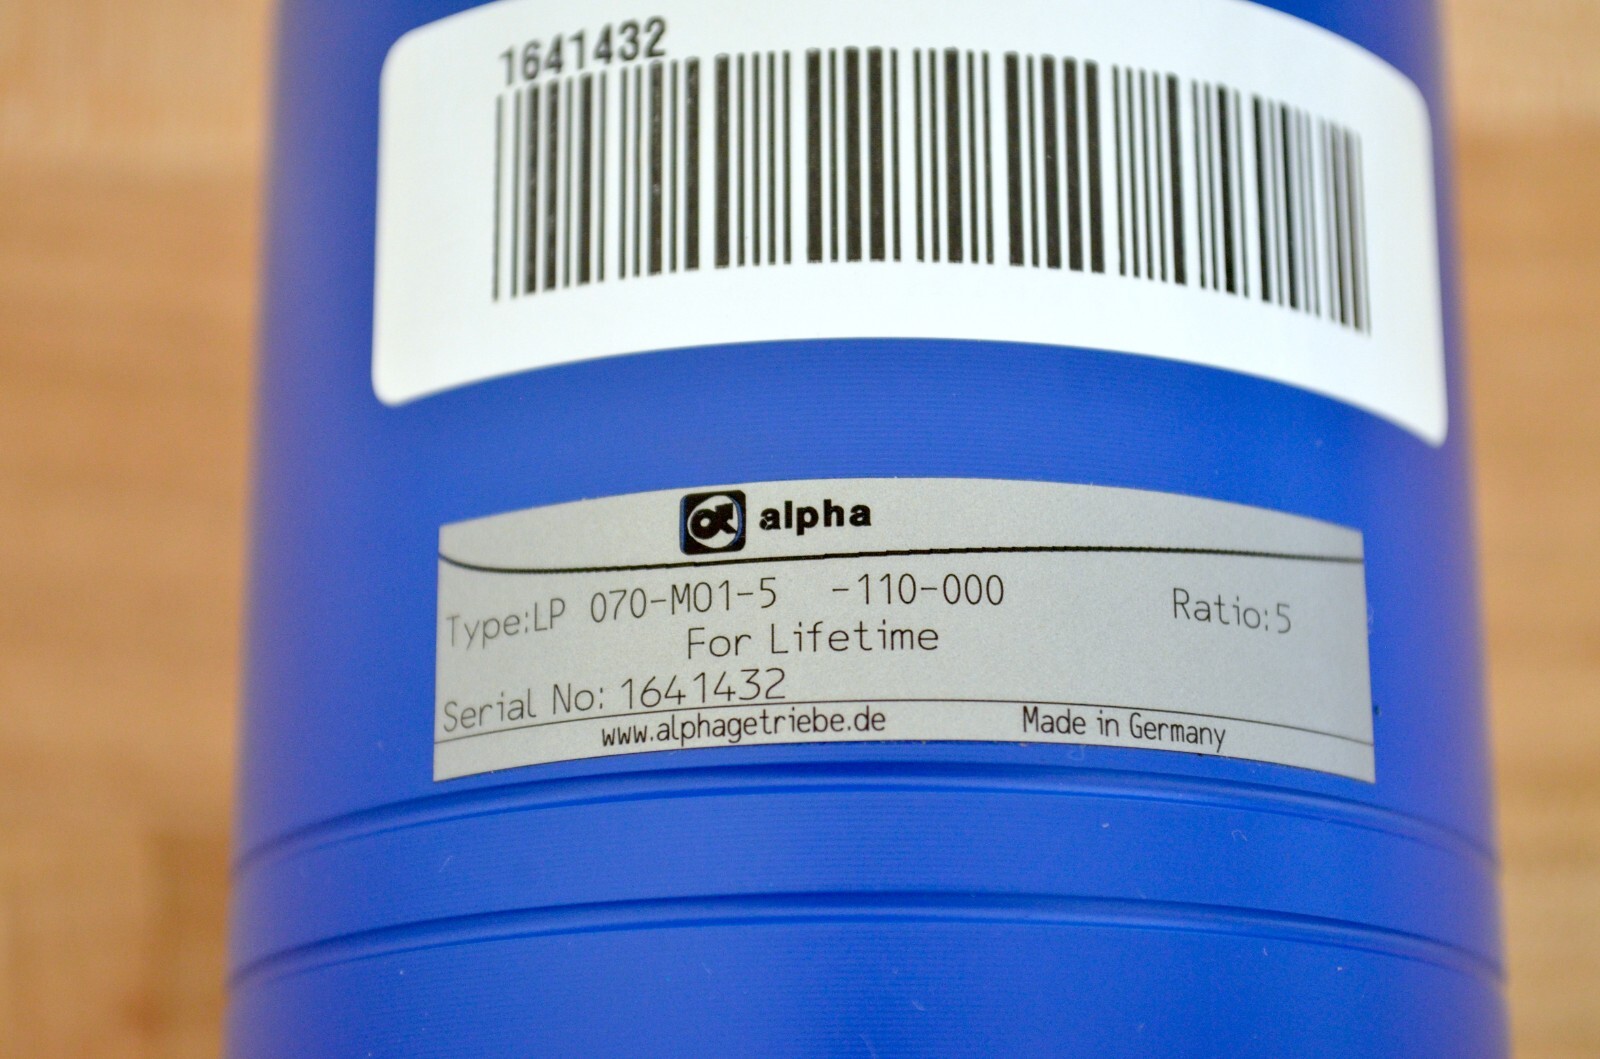 1641432
alpha
Type:LP 070-M01-5 -110-000 Ratio:5
For Lifetime
Serial No: 1641432
www.alphagetriebe.de Made in Germany